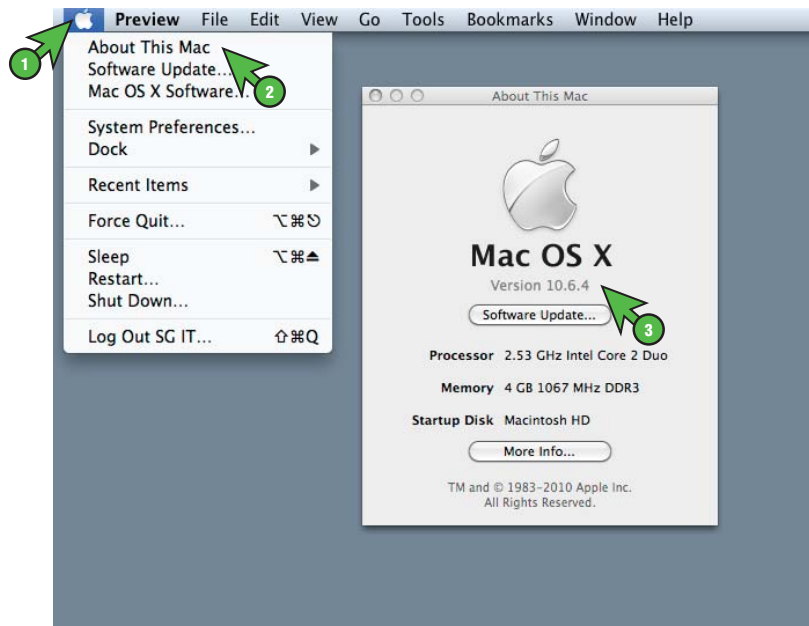 Preview File Edit View Go Tools Bookmarks Window Help
1
About This Mac
2
Software Update...
Mac OS X Software...
System Preferences...
Dock ▶
Recent Items ▶
Force Quit... ⌥⌘⎋
Sleep ⌥⌘⏏
Restart...
Shut Down...
Log Out SG IT... ⇧⌘Q
About This Mac
Mac OS X
Version 10.6.4
3
Software Update...
Processor 2.53 GHz Intel Core 2 Duo
Memory 4 GB 1067 MHz DDR3
Startup Disk Macintosh HD
More Info...
TM and © 1983-2010 Apple Inc.
All Rights Reserved.